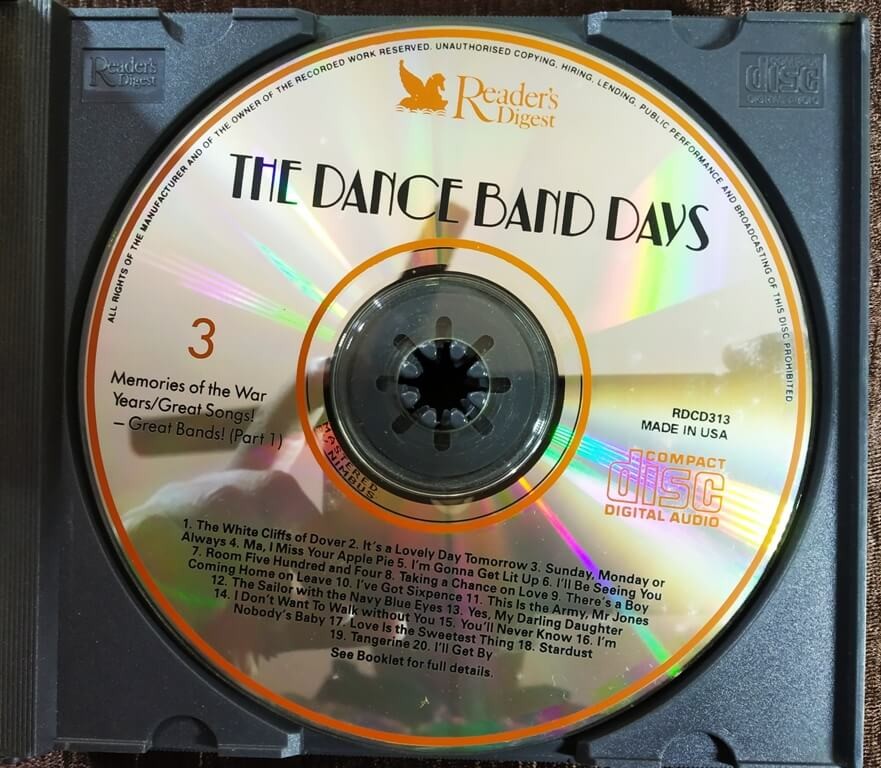 Reader's
Digest
disc
ALL RIGHTS OF THE MANUFACTURER AND OF THE OWNER OF THE RECORDED WORK RESERVED. UNAUTHORISED COPYING, HIRING, LENDING, PUBLIC PERFORMANCE AND BROADCASTING OF THIS DISC PROHIBITED.
Reader's
Digest
THE DANCE BAND DAYS
3
Memories of the War
Years/Great Songs!
– Great Bands! (Part 1)
RDCD313
MADE IN USA
COMPACT
disc
DIGITAL AUDIO
MASTERED
NIMBUS
1. The White Cliffs of Dover 2. It's a Lovely Day Tomorrow 3. Sunday, Monday or
Always 4. Ma, I Miss Your Apple Pie 5. I'm Gonna Get Lit Up 6. I'll Be Seeing You
7. Room Five Hundred and Four 8. Taking a Chance on Love 9. There's a Boy
Coming Home on Leave 10. I've Got Sixpence 11. This Is the Army, Mr Jones
12. The Sailor with the Navy Blue Eyes 13. Yes, My Darling Daughter
14. I Don't Want To Walk without You 15. You'll Never Know 16. I'm
Nobody's Baby 17. Love Is the Sweetest Thing 18. Stardust
19. Tangerine 20. I'll Get By
See Booklet for full details.